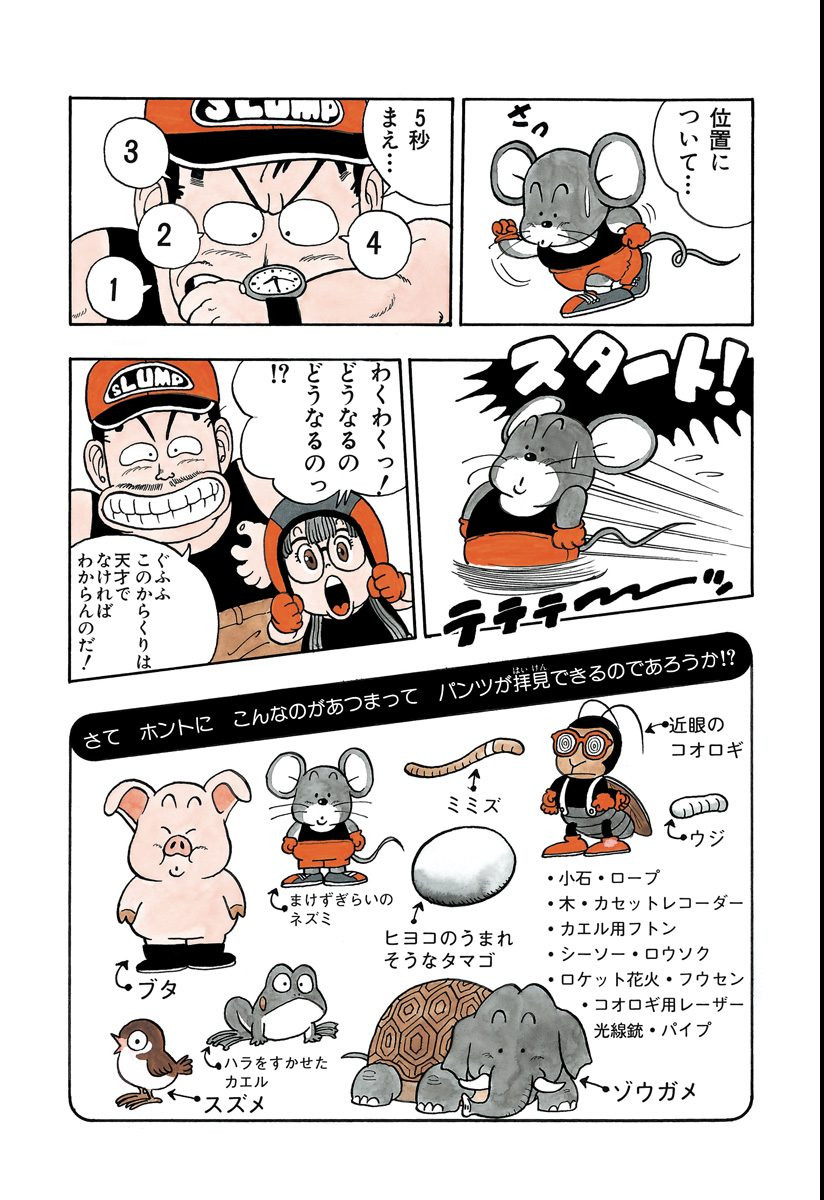 位置に
ついて…
さっ
5秒
まえ…
SLUMP
3
2
4
1
スタート!
テテテ〜〜ッ
わくわくっ!
どうなるの
どうなるのっ
!?
SLUMP
ぐふふ
このからくりは
天才で
なければ
わからんのだ!
さて ホントに こんなのがあつまって パンツが拝見できるのであろうか!?
はいけん
近眼の
コオロギ
ミミズ
ウジ
まけずぎらいの
ネズミ
ヒヨコのうまれ
そうなタマゴ
ブタ
・小石・ロープ
・木・カセットレコーダー
・カエル用フトン
・シーソー・ロウソク
・ロケット花火・フウセン
・コオロギ用レーザー
光線銃・パイプ
ハラをすかせた
カエル
スズメ
ゾウガメ